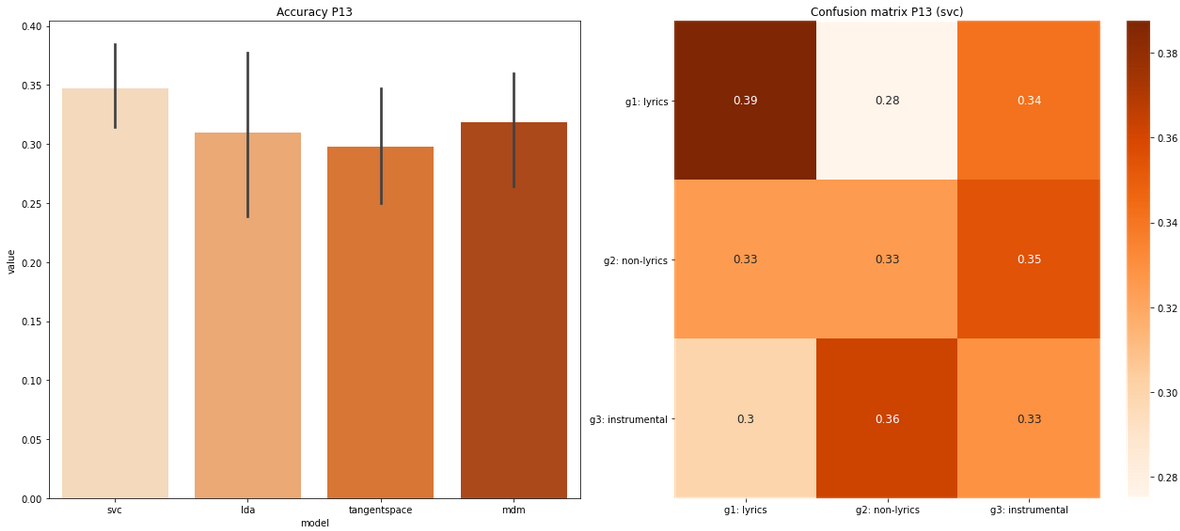 Accuracy P13
0.40
0.35
0.30
0.25
0.20
0.15
0.10
0.05
0.00
value
svc lda tangentspace mdm
model
Confusion matrix P13 (svc)
g1: lyrics 0.39 0.28 0.34
g2: non-lyrics 0.33 0.33 0.35
g3: instrumental 0.3 0.36 0.33
g1: lyrics g2: non-lyrics g3: instrumental
0.38
0.36
0.34
0.32
0.30
0.28